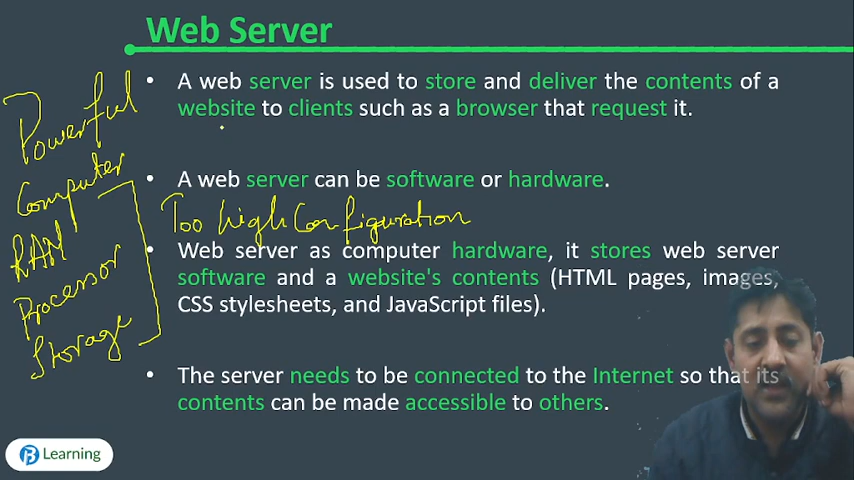 Web Server
• A web server is used to store and deliver the contents of a
website to clients such as a browser that request it.
• A web server can be software or hardware.
Too high Configuration
• Web server as computer hardware, it stores web server
software and a website's contents (HTML pages, images,
CSS stylesheets, and JavaScript files).
• The server needs to be connected to the Internet so that its
contents can be made accessible to others.
Powerful
Computer
RAM
Processor
Storage
B Learning